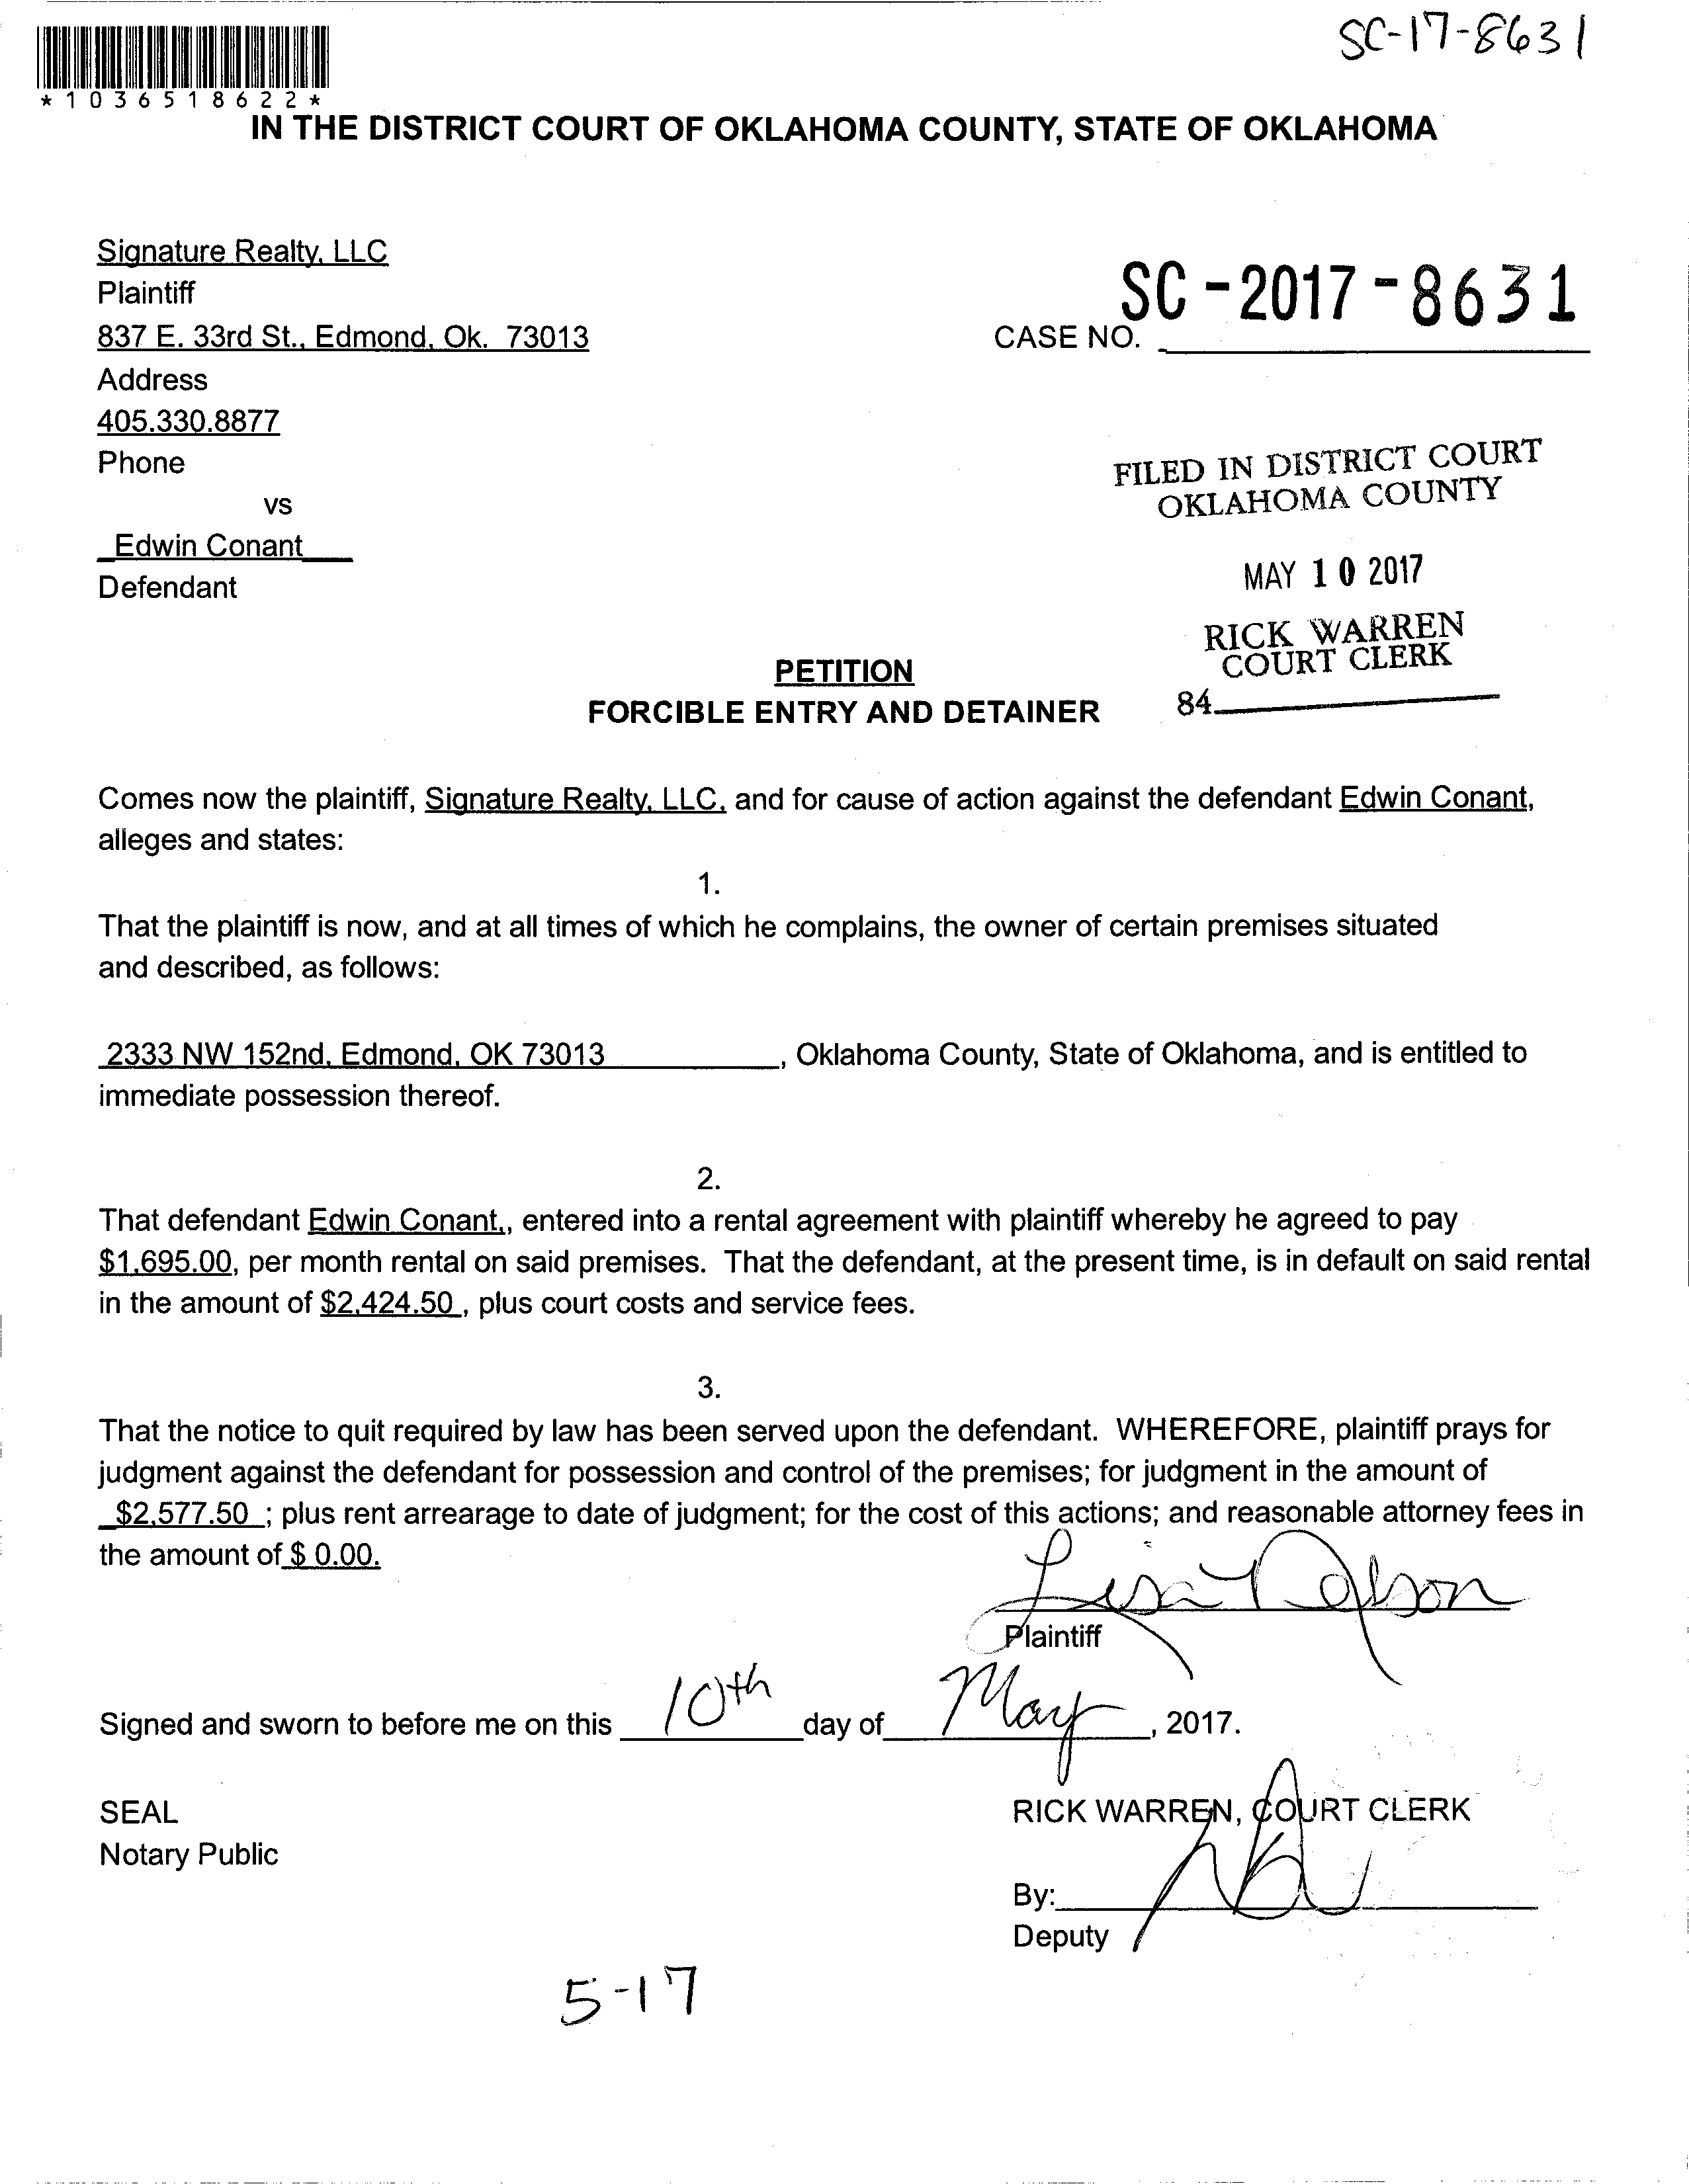 SC-17-8631
*1036518622*
IN THE DISTRICT COURT OF OKLAHOMA COUNTY, STATE OF OKLAHOMA
Signature Realty, LLC
Plaintiff
SC-2017-8631
837 E. 33rd St., Edmond, Ok. 73013
CASE NO.
Address
405.330.8877
Phone
FILED IN DISTRICT COURT
OKLAHOMA COUNTY
vs
Edwin Conant
Defendant
MAY 10 2017
RICK WARREN
COURT CLERK
84
PETITION
FORCIBLE ENTRY AND DETAINER
Comes now the plaintiff, Signature Realty, LLC, and for cause of action against the defendant Edwin Conant,
alleges and states:
1.
That the plaintiff is now, and at all times of which he complains, the owner of certain premises situated
and described, as follows:
2333 NW 152nd, Edmond, OK 73013, Oklahoma County, State of Oklahoma, and is entitled to
immediate possession thereof.
2.
That defendant Edwin Conant,, entered into a rental agreement with plaintiff whereby he agreed to pay
$1,695.00, per month rental on said premises. That the defendant, at the present time, is in default on said rental
in the amount of $2,424.50 , plus court costs and service fees.
3.
That the notice to quit required by law has been served upon the defendant. WHEREFORE, plaintiff prays for
judgment against the defendant for possession and control of the premises; for judgment in the amount of
$2,577.50 ; plus rent arrearage to date of judgment; for the cost of this actions; and reasonable attorney fees in
the amount of $ 0.00.
Lisa
Plaintiff
Signed and sworn to before me on this 10th day of May, 2017.
SEAL
RICK WARREN, COURT CLERK
Notary Public
By:
Deputy
5-17